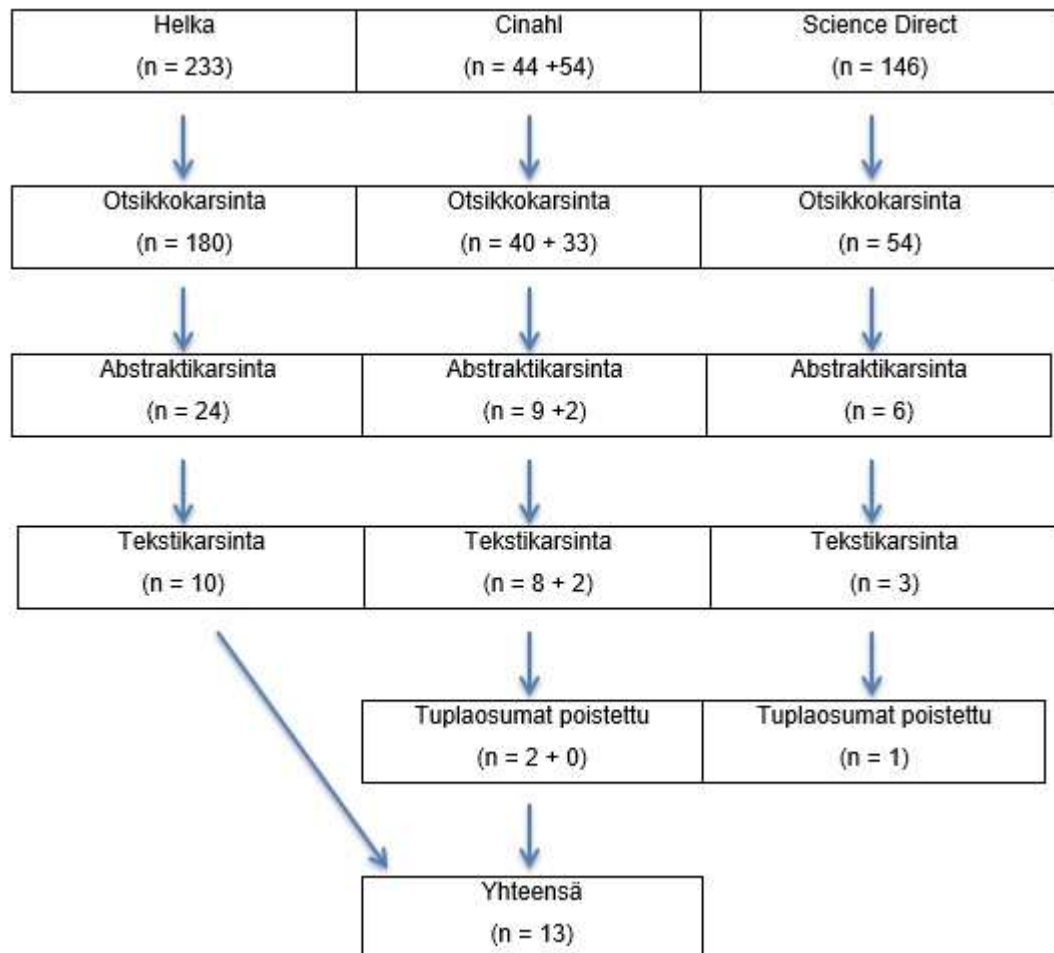 Helka
(n = 233)
Cinahl
(n = 44 +54)
Science Direct
(n = 146)
Otsikkokarsinta
(n = 180)
Otsikkokarsinta
(n = 40 + 33)
Otsikkokarsinta
(n = 54)
Abstraktikarsinta
(n = 24)
Abstraktikarsinta
(n = 9 +2)
Abstraktikarsinta
(n = 6)
Tekstikarsinta
(n = 10)
Tekstikarsinta
(n = 8 + 2)
Tekstikarsinta
(n = 3)
Tuplaosumat poistettu
(n = 2 + 0)
Tuplaosumat poistettu
(n = 1)
Yhteensä
(n = 13)